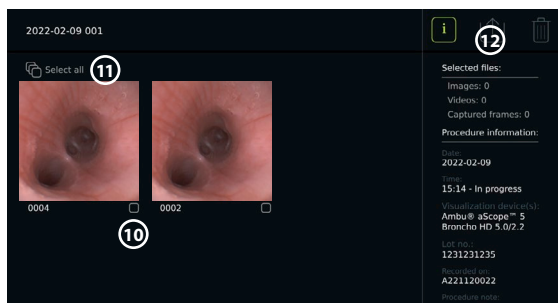 2022-02-09 001
i
12
Select all
11
0004
0002
10
Selected files:
Images: 0
Videos: 0
Captured frames: 0
Procedure information:
Date:
2022-02-09
Time:
15:14 - In progress
Visualization device(s):
Ambu® aScope™ 5
Broncho HD 5.0/2.2
Lot no.:
1231231235
Recorded on:
A221120022
Procedure note: